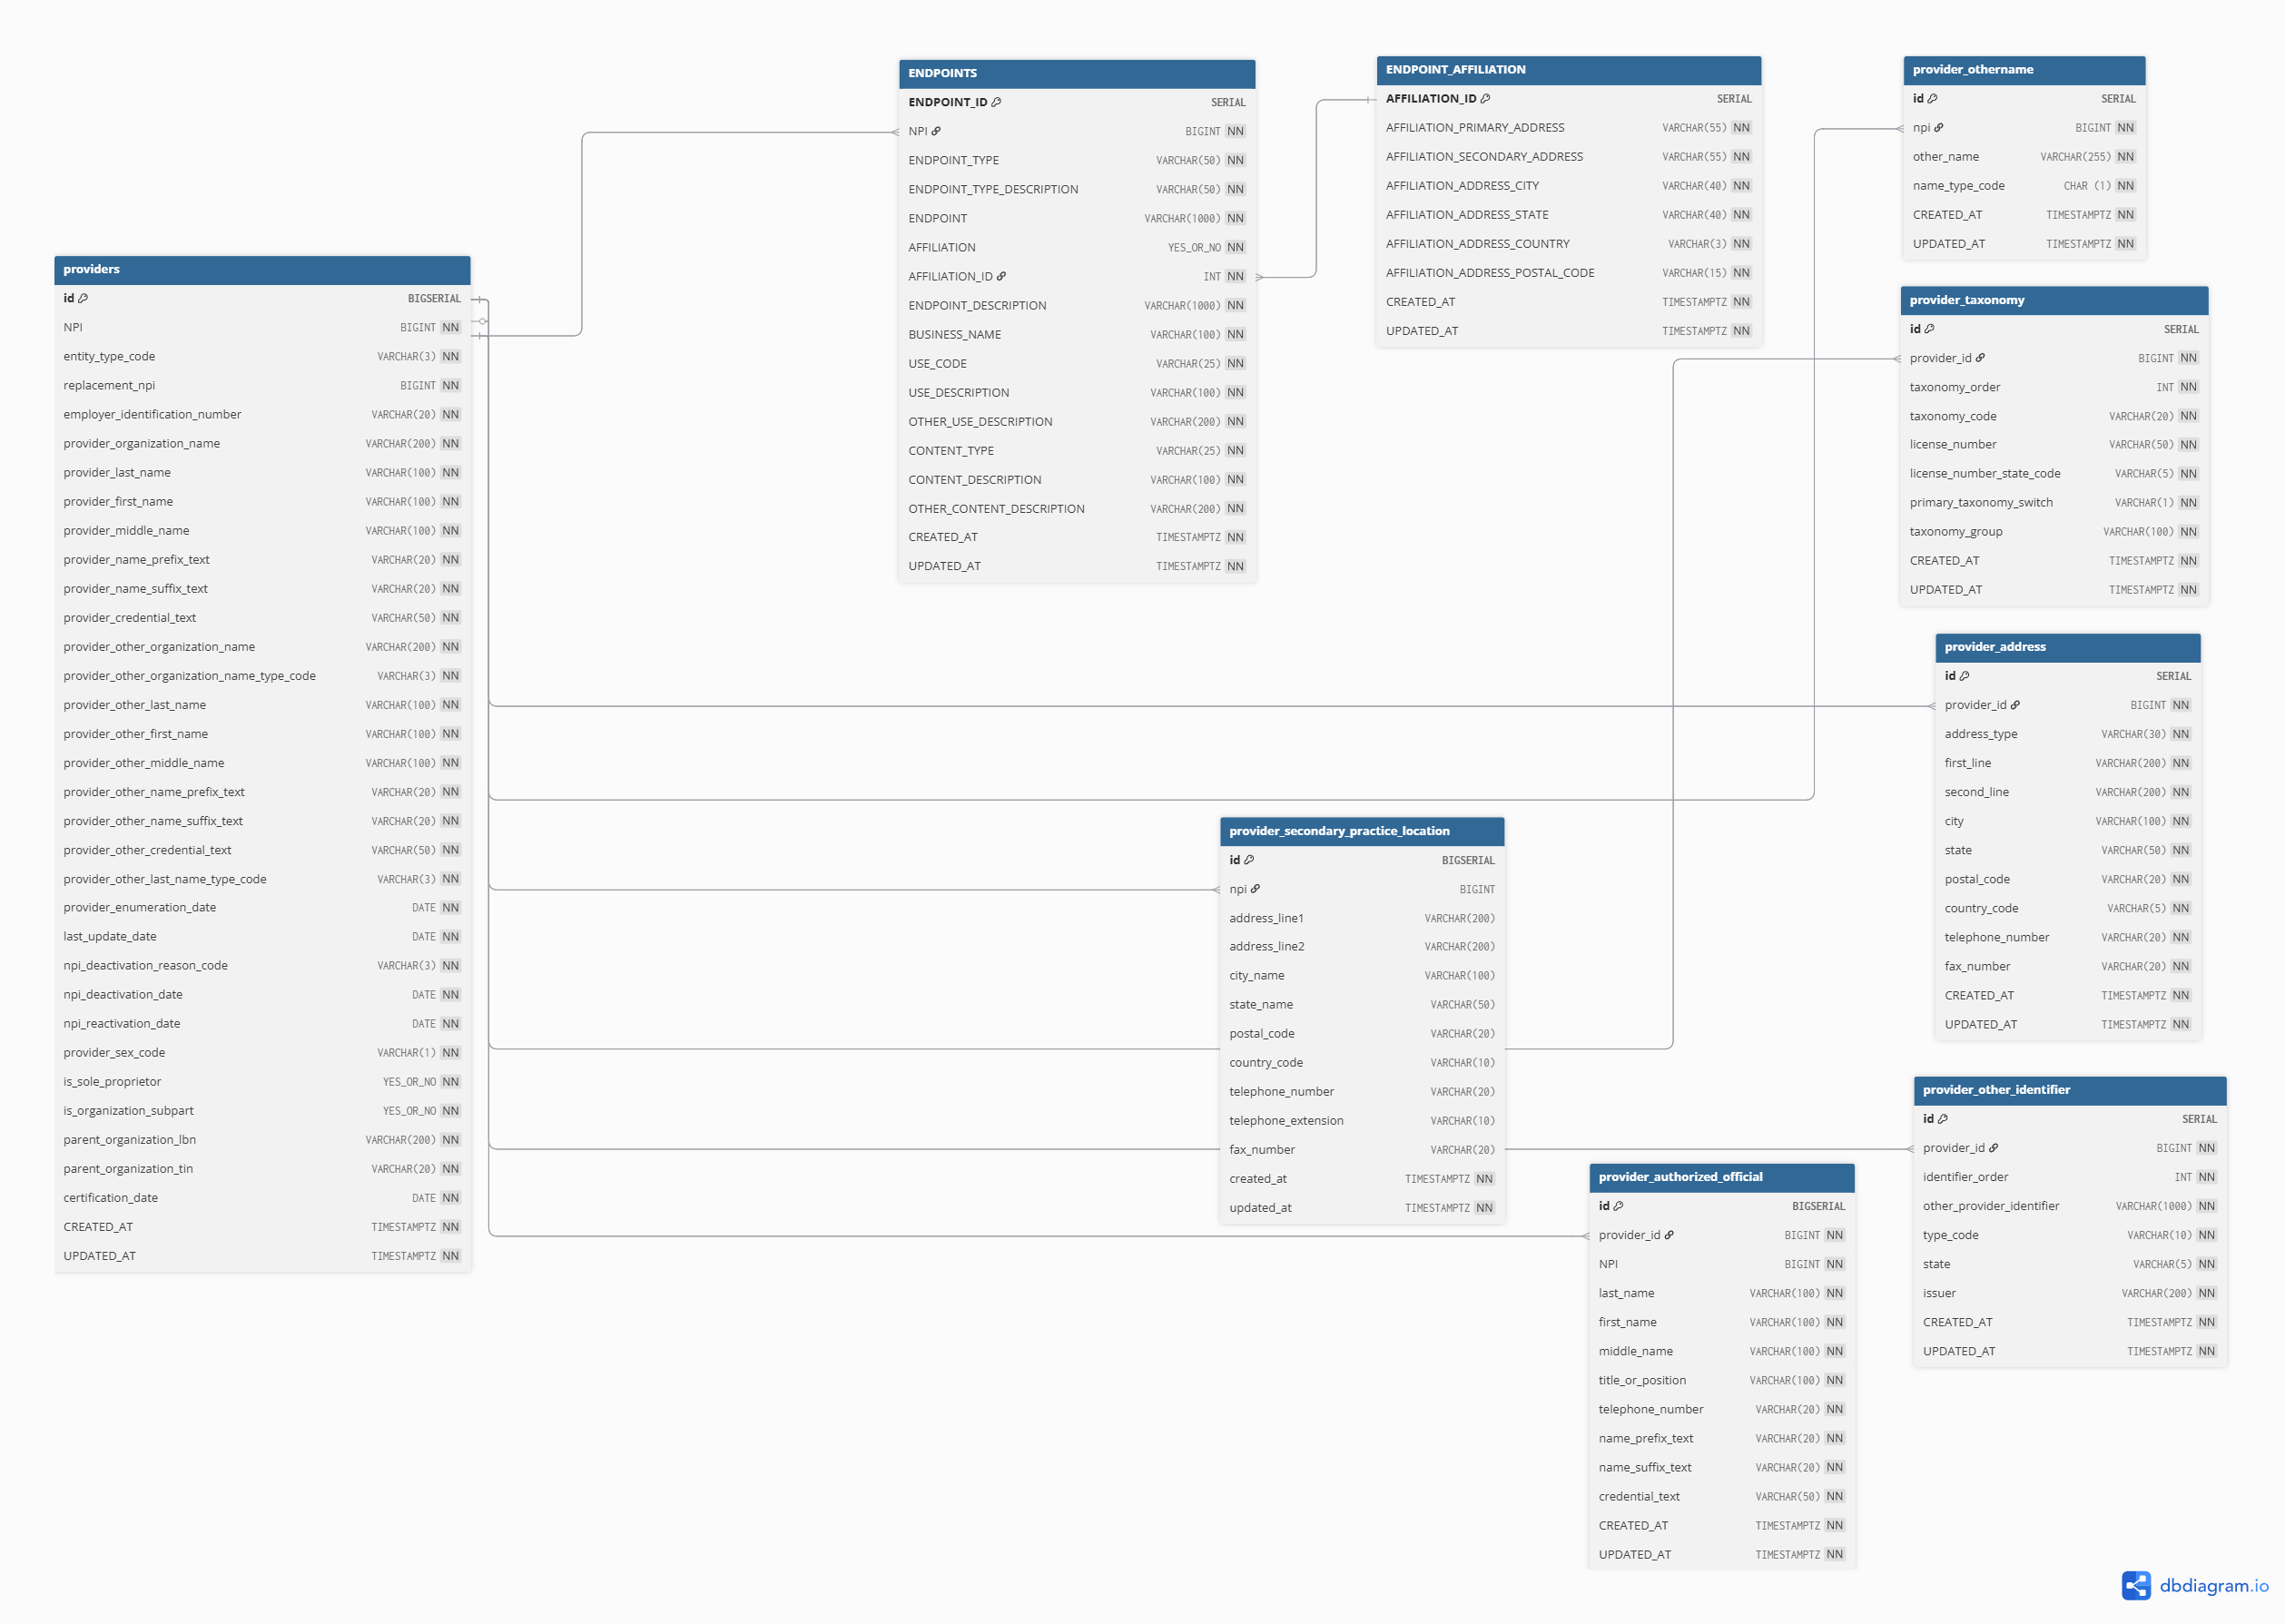 providers
id BIGSERIAL
NPI BIGINT NN
entity_type_code VARCHAR(3) NN
replacement_npi BIGINT NN
employer_identification_number VARCHAR(20) NN
provider_organization_name VARCHAR(200) NN
provider_last_name VARCHAR(100) NN
provider_first_name VARCHAR(100) NN
provider_middle_name VARCHAR(100) NN
provider_name_prefix_text VARCHAR(20) NN
provider_name_suffix_text VARCHAR(20) NN
provider_credential_text VARCHAR(50) NN
provider_other_organization_name VARCHAR(200) NN
provider_other_organization_name_type_code VARCHAR(3) NN
provider_other_last_name VARCHAR(100) NN
provider_other_first_name VARCHAR(100) NN
provider_other_middle_name VARCHAR(100) NN
provider_other_name_prefix_text VARCHAR(20) NN
provider_other_name_suffix_text VARCHAR(20) NN
provider_other_credential_text VARCHAR(50) NN
provider_other_last_name_type_code VARCHAR(3) NN
provider_enumeration_date DATE NN
last_update_date DATE NN
npi_deactivation_reason_code VARCHAR(3) NN
npi_deactivation_date DATE NN
npi_reactivation_date DATE NN
provider_sex_code VARCHAR(1) NN
is_sole_proprietor YES_OR_NO NN
is_organization_subpart YES_OR_NO NN
parent_organization_lbn VARCHAR(200) NN
parent_organization_tin VARCHAR(20) NN
certification_date DATE NN
CREATED_AT TIMESTAMPTZ NN
UPDATED_AT TIMESTAMPTZ NN
ENDPOINTS
ENDPOINT_ID SERIAL
NPI BIGINT NN
ENDPOINT_TYPE VARCHAR(50) NN
ENDPOINT_TYPE_DESCRIPTION VARCHAR(50) NN
ENDPOINT VARCHAR(1000) NN
AFFILIATION YES_OR_NO NN
AFFILIATION_ID INT NN
ENDPOINT_DESCRIPTION VARCHAR(1000) NN
BUSINESS_NAME VARCHAR(100) NN
USE_CODE VARCHAR(25) NN
USE_DESCRIPTION VARCHAR(100) NN
OTHER_USE_DESCRIPTION VARCHAR(200) NN
CONTENT_TYPE VARCHAR(25) NN
CONTENT_DESCRIPTION VARCHAR(100) NN
OTHER_CONTENT_DESCRIPTION VARCHAR(200) NN
CREATED_AT TIMESTAMPTZ NN
UPDATED_AT TIMESTAMPTZ NN
ENDPOINT_AFFILIATION
AFFILIATION_ID SERIAL
AFFILIATION_PRIMARY_ADDRESS VARCHAR(55) NN
AFFILIATION_SECONDARY_ADDRESS VARCHAR(55) NN
AFFILIATION_ADDRESS_CITY VARCHAR(40) NN
AFFILIATION_ADDRESS_STATE VARCHAR(40) NN
AFFILIATION_ADDRESS_COUNTRY VARCHAR(3) NN
AFFILIATION_ADDRESS_POSTAL_CODE VARCHAR(15) NN
CREATED_AT TIMESTAMPTZ NN
UPDATED_AT TIMESTAMPTZ NN
provider_othername
id SERIAL
npi BIGINT NN
other_name VARCHAR(255) NN
name_type_code CHAR (1) NN
CREATED_AT TIMESTAMPTZ NN
UPDATED_AT TIMESTAMPTZ NN
provider_taxonomy
id SERIAL
provider_id BIGINT NN
taxonomy_order INT NN
taxonomy_code VARCHAR(20) NN
license_number VARCHAR(50) NN
license_number_state_code VARCHAR(5) NN
primary_taxonomy_switch VARCHAR(1) NN
taxonomy_group VARCHAR(100) NN
CREATED_AT TIMESTAMPTZ NN
UPDATED_AT TIMESTAMPTZ NN
provider_address
id SERIAL
provider_id BIGINT NN
address_type VARCHAR(30) NN
first_line VARCHAR(200) NN
second_line VARCHAR(200) NN
city VARCHAR(100) NN
state VARCHAR(50) NN
postal_code VARCHAR(20) NN
country_code VARCHAR(5) NN
telephone_number VARCHAR(20) NN
fax_number VARCHAR(20) NN
CREATED_AT TIMESTAMPTZ NN
UPDATED_AT TIMESTAMPTZ NN
provider_secondary_practice_location
id BIGSERIAL
npi BIGINT
address_line1 VARCHAR(200)
address_line2 VARCHAR(200)
city_name VARCHAR(100)
state_name VARCHAR(50)
postal_code VARCHAR(20)
country_code VARCHAR(10)
telephone_number VARCHAR(20)
telephone_extension VARCHAR(10)
fax_number VARCHAR(20)
created_at TIMESTAMPTZ NN
updated_at TIMESTAMPTZ NN
provider_other_identifier
id SERIAL
provider_id BIGINT NN
identifier_order INT NN
other_provider_identifier VARCHAR(1000) NN
type_code VARCHAR(10) NN
state VARCHAR(5) NN
issuer VARCHAR(200) NN
CREATED_AT TIMESTAMPTZ NN
UPDATED_AT TIMESTAMPTZ NN
provider_authorized_official
id BIGSERIAL
provider_id BIGINT NN
NPI BIGINT NN
last_name VARCHAR(100) NN
first_name VARCHAR(100) NN
middle_name VARCHAR(100) NN
title_or_position VARCHAR(100) NN
telephone_number VARCHAR(20) NN
name_prefix_text VARCHAR(20) NN
name_suffix_text VARCHAR(20) NN
credential_text VARCHAR(50) NN
CREATED_AT TIMESTAMPTZ NN
UPDATED_AT TIMESTAMPTZ NN
dbdiagram.io